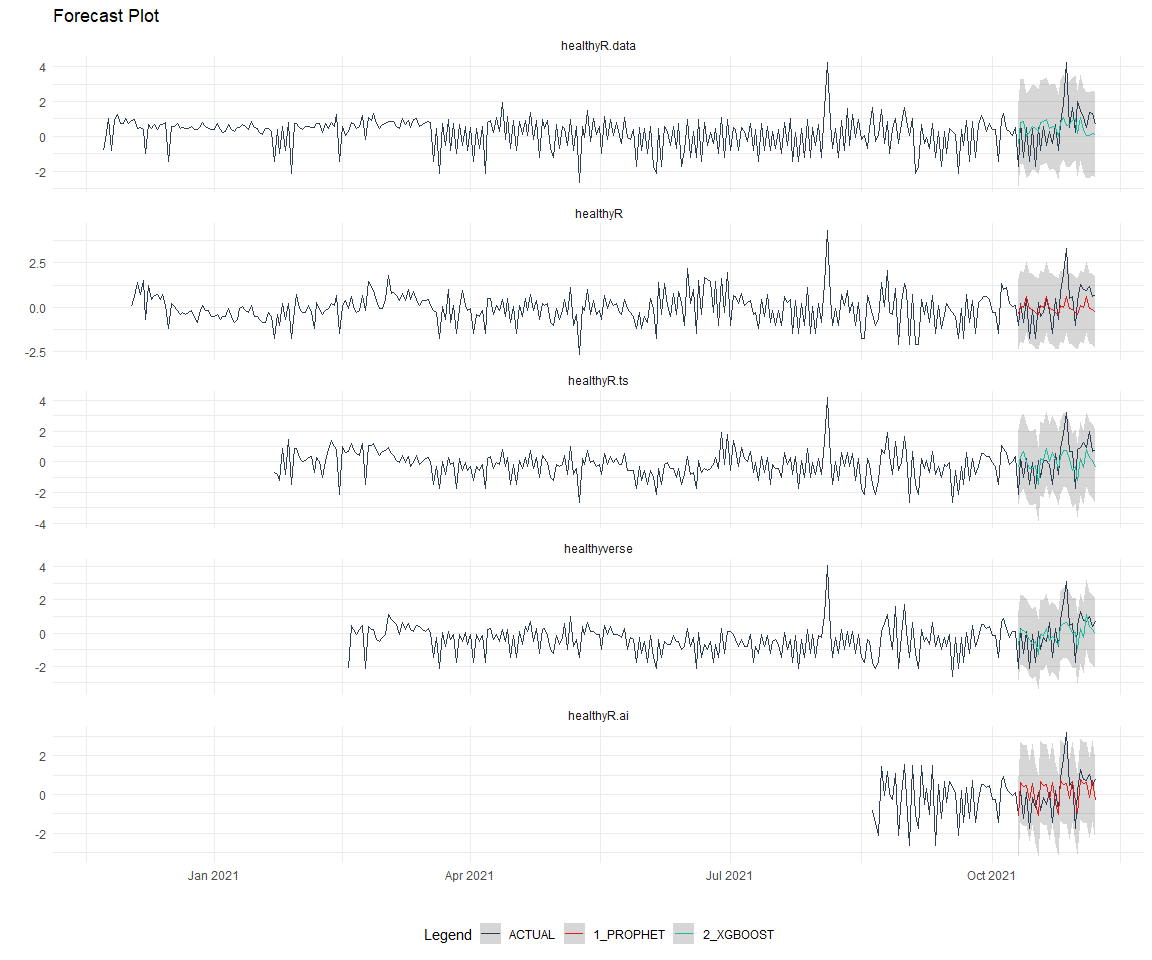 Forecast Plot
healthyR.data
4
2
0
-2
healthyR
2.5
0.0
-2.5
healthyR.ts
4
2
0
-2
-4
healthyverse
4
2
0
-2
healthyR.ai
2
0
-2
Jan 2021 Apr 2021 Jul 2021 Oct 2021
Legend ACTUAL 1_PROPHET 2_XGBOOST